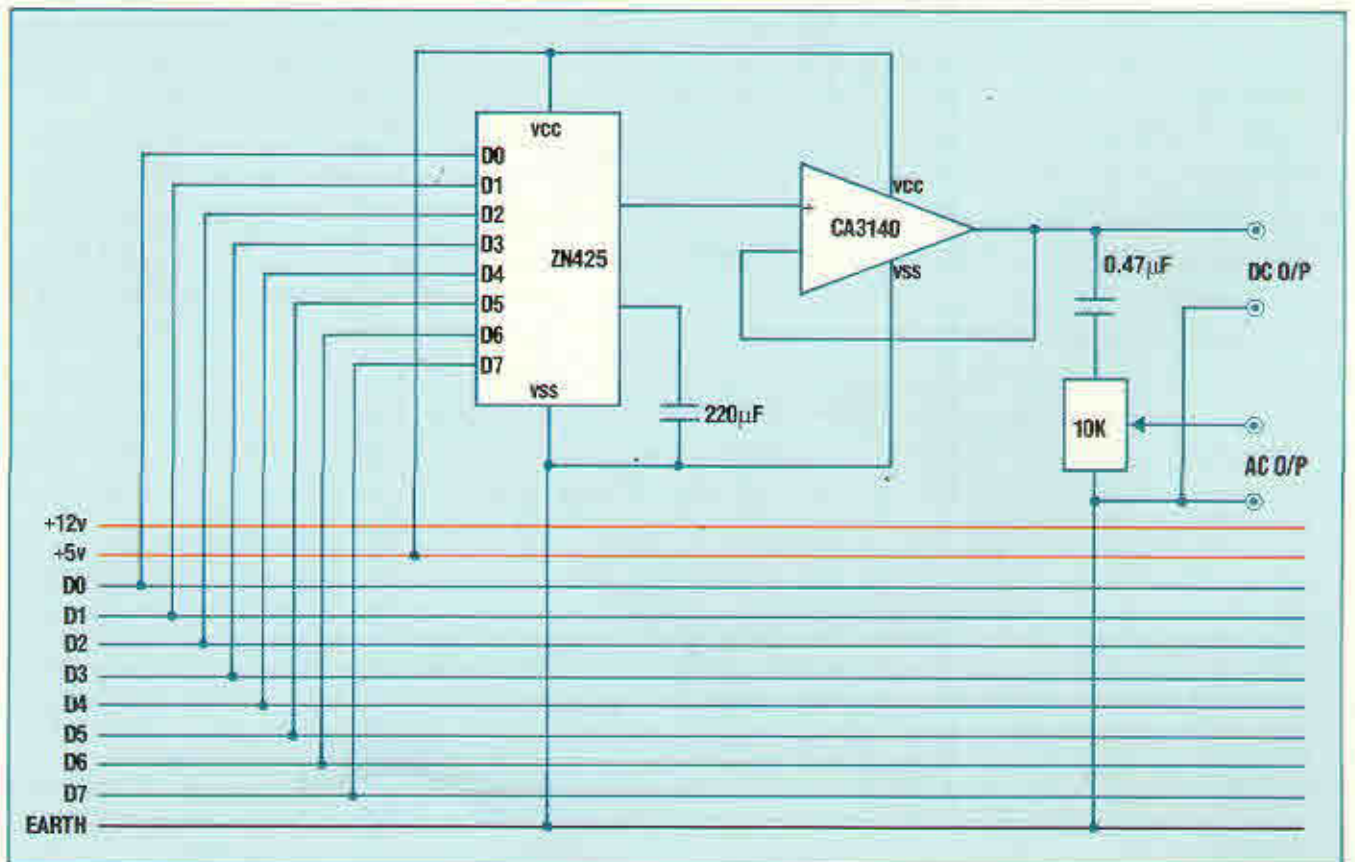 VCC
D0
D1
D2
D3
D4
D5
D6
D7
ZN425
VSS
220µF
+
VCC
CA3140
VSS
0.47µF
DC O/P
10K
AC O/P
+12v
+5v
D0
D1
D2
D3
D4
D5
D6
D7
EARTH